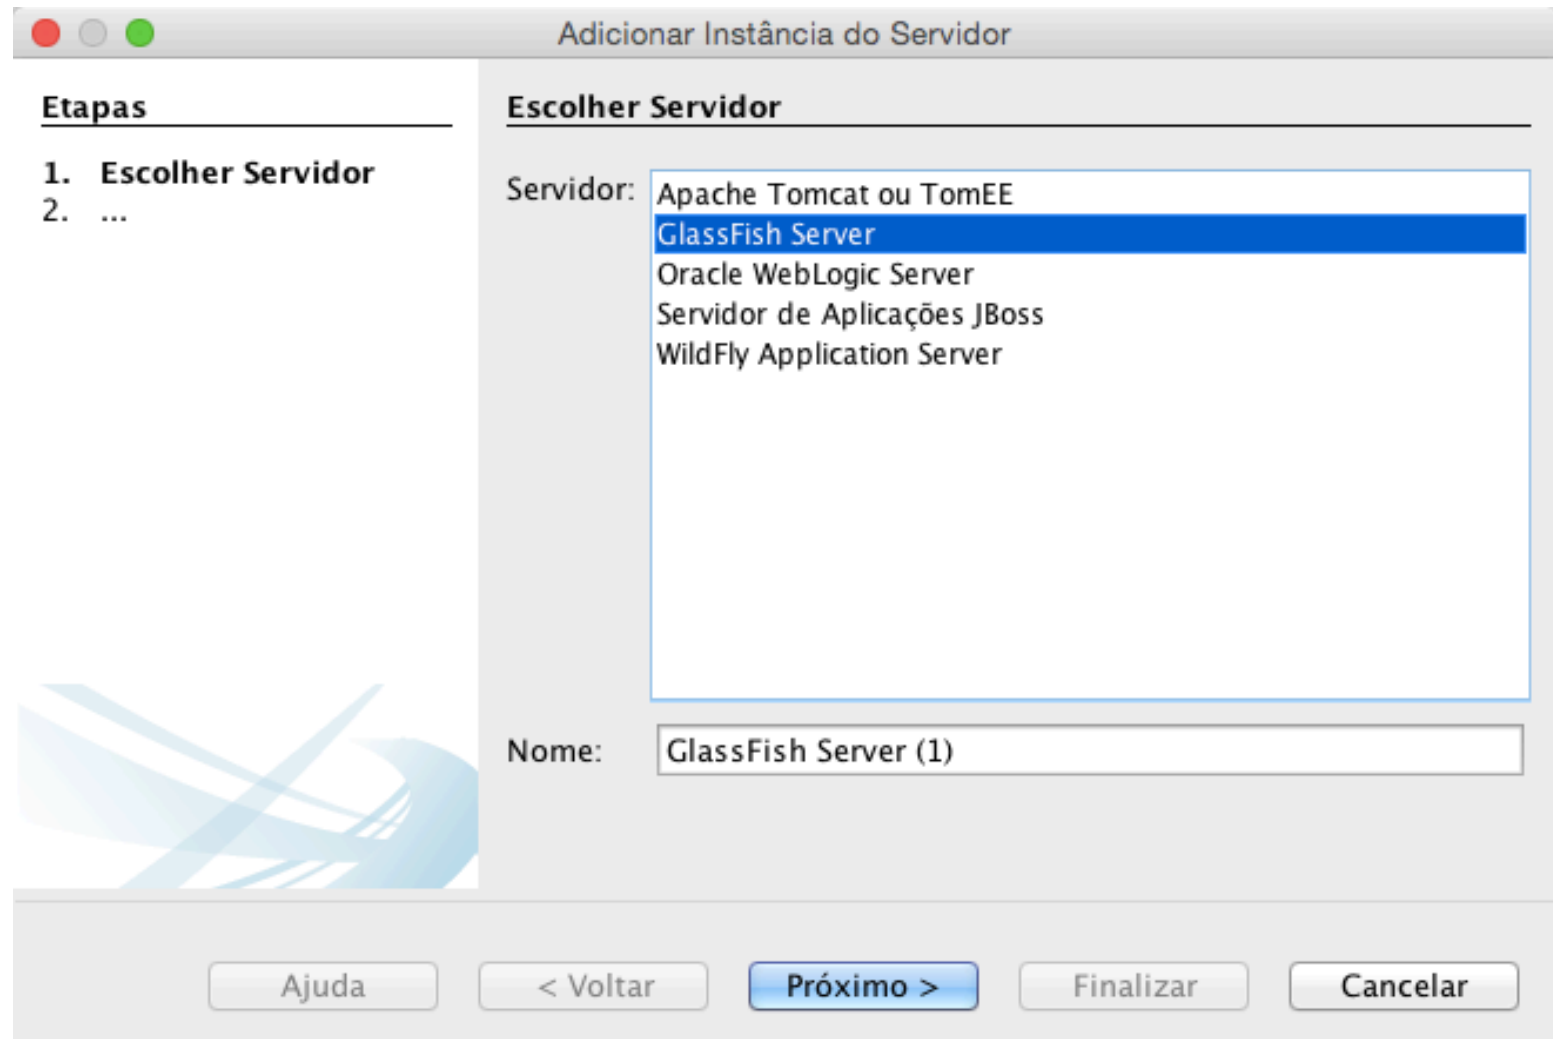 Adicionar Instância do Servidor
Etapas
1. Escolher Servidor
2. ...
Escolher Servidor
Servidor:
Apache Tomcat ou TomEE
GlassFish Server
Oracle WebLogic Server
Servidor de Aplicações JBoss
WildFly Application Server
Nome: GlassFish Server (1)
Ajuda < Voltar Próximo > Finalizar Cancelar